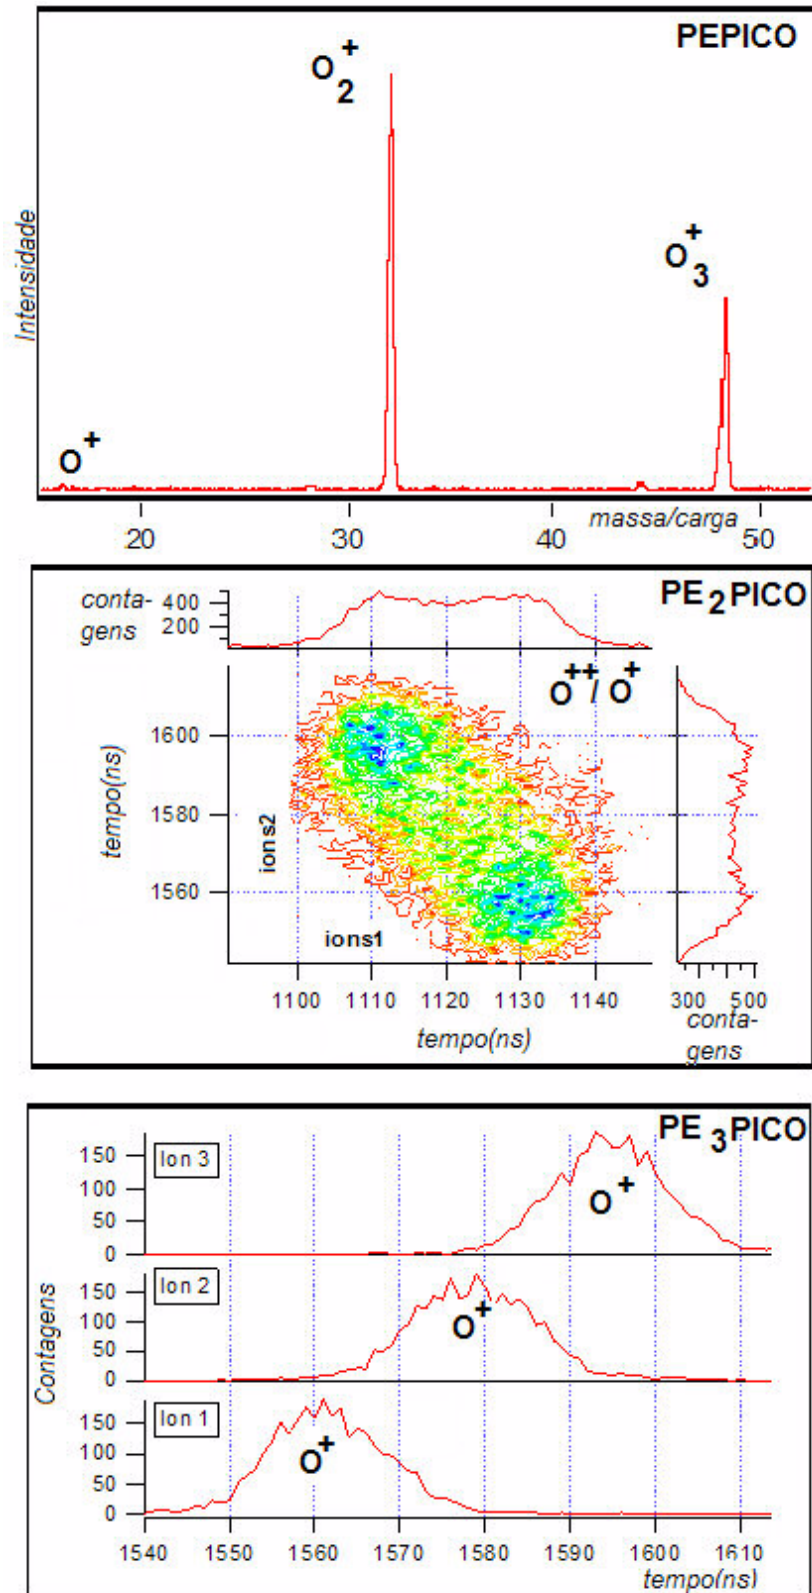 PEPICO
O2+
O3+
O+
Intensidade
20 30 40 massa/carga 50
PE2PICO
conta-
gens
400
200
O++/ O+
1600
1580
1560
tempo(ns)
ions2
ions1
1100 1110 1120 1130 1140
tempo(ns)
300 500
conta-
gens
PE3PICO
Contagens
150
100
50
0
Ion 3
O+
150
100
50
0
Ion 2
O+
150
100
50
0
Ion 1
O+
1540 1550 1560 1570 1580 1590 1600 1610
tempo(ns)